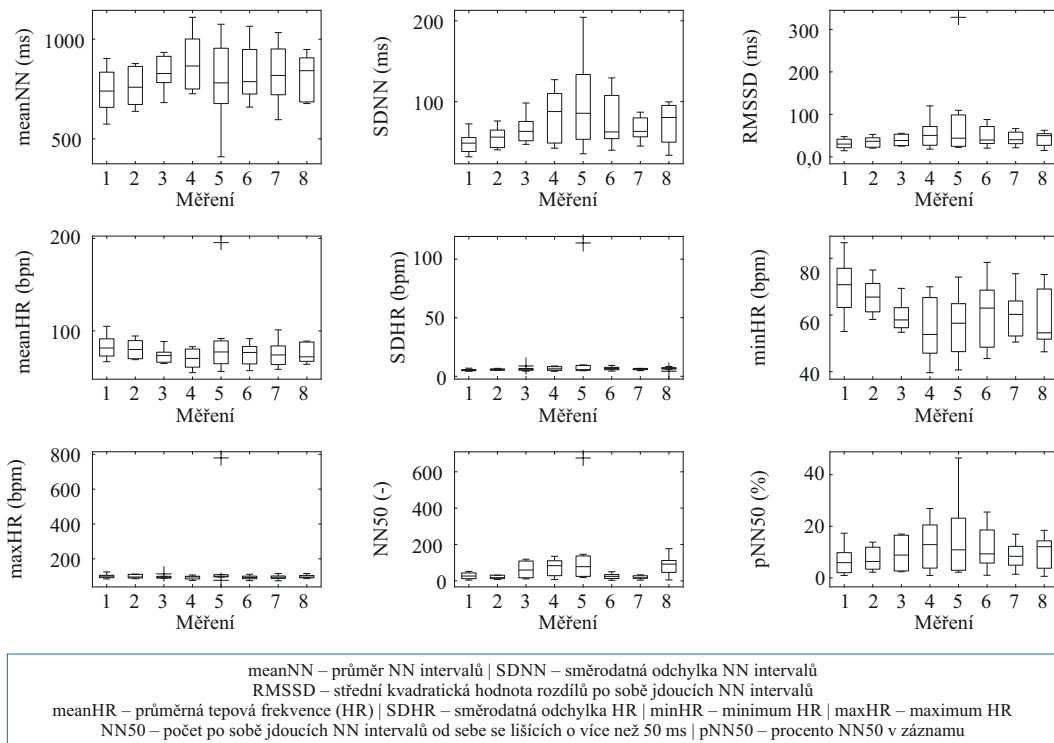 meanNN (ms)
1000
500
1 2 3 4 5 6 7 8
Měření
SDNN (ms)
200
100
1 2 3 4 5 6 7 8
Měření
RMSSD (ms)
300
200
100
0,0
1 2 3 4 5 6 7 8
Měření
meanHR (bpn)
200
100
1 2 3 4 5 6 7 8
Měření
SDHR (bpm)
100
50
0
1 2 3 4 5 6 7 8
Měření
minHR (bpm)
80
60
40
1 2 3 4 5 6 7 8
Měření
maxHR (bpm)
800
600
400
200
1 2 3 4 5 6 7 8
Měření
NN50 (-)
600
400
200
0
1 2 3 4 5 6 7 8
Měření
pNN50 (%)
40
20
0
1 2 3 4 5 6 7 8
Měření
meanNN – průměr NN intervalů | SDNN – směrodatná odchylka NN intervalů
RMSSD – střední kvadratická hodnota rozdílů po sobě jdoucích NN intervalů
meanHR – průměrná tepová frekvence (HR) | SDHR – směrodatná odchylka HR | minHR – minimum HR | maxHR – maximum HR
NN50 – počet po sobě jdoucích NN intervalů od sebe se lišících o více než 50 ms | pNN50 – procento NN50 v záznamu